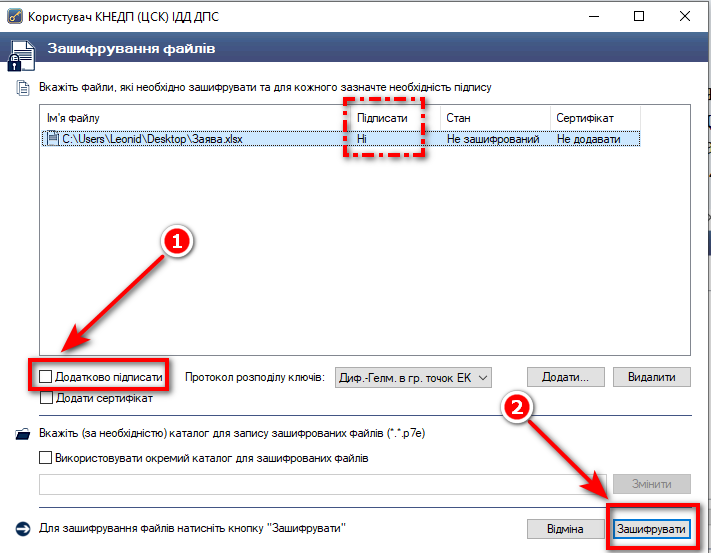 Користувач КНЕДП (ЦСК) ІДД ДПС
Зашифрування файлів
Вкажіть файли, які необхідно зашифрувати та для кожного зазначте необхідність підпису
Ім'я файлу Підписати Стан Сертифікат
C:\Users\Leonid\Desktop\Заява.xlsx Ні Не зашифрований Не додавати
1
Додатково підписати Протокол розподілу ключів: Диф.-Гелм. в гр. точок ЕК Додати... Видалити
Додати сертифікат
2
Вкажіть (за необхідністю) каталог для запису зашифрованих файлів (*.*.p7e)
Використовувати окремий каталог для зашифрованих файлів
Змінити
Для зашифрування файлів натисніть кнопку "Зашифрувати" Відміна Зашифрувати